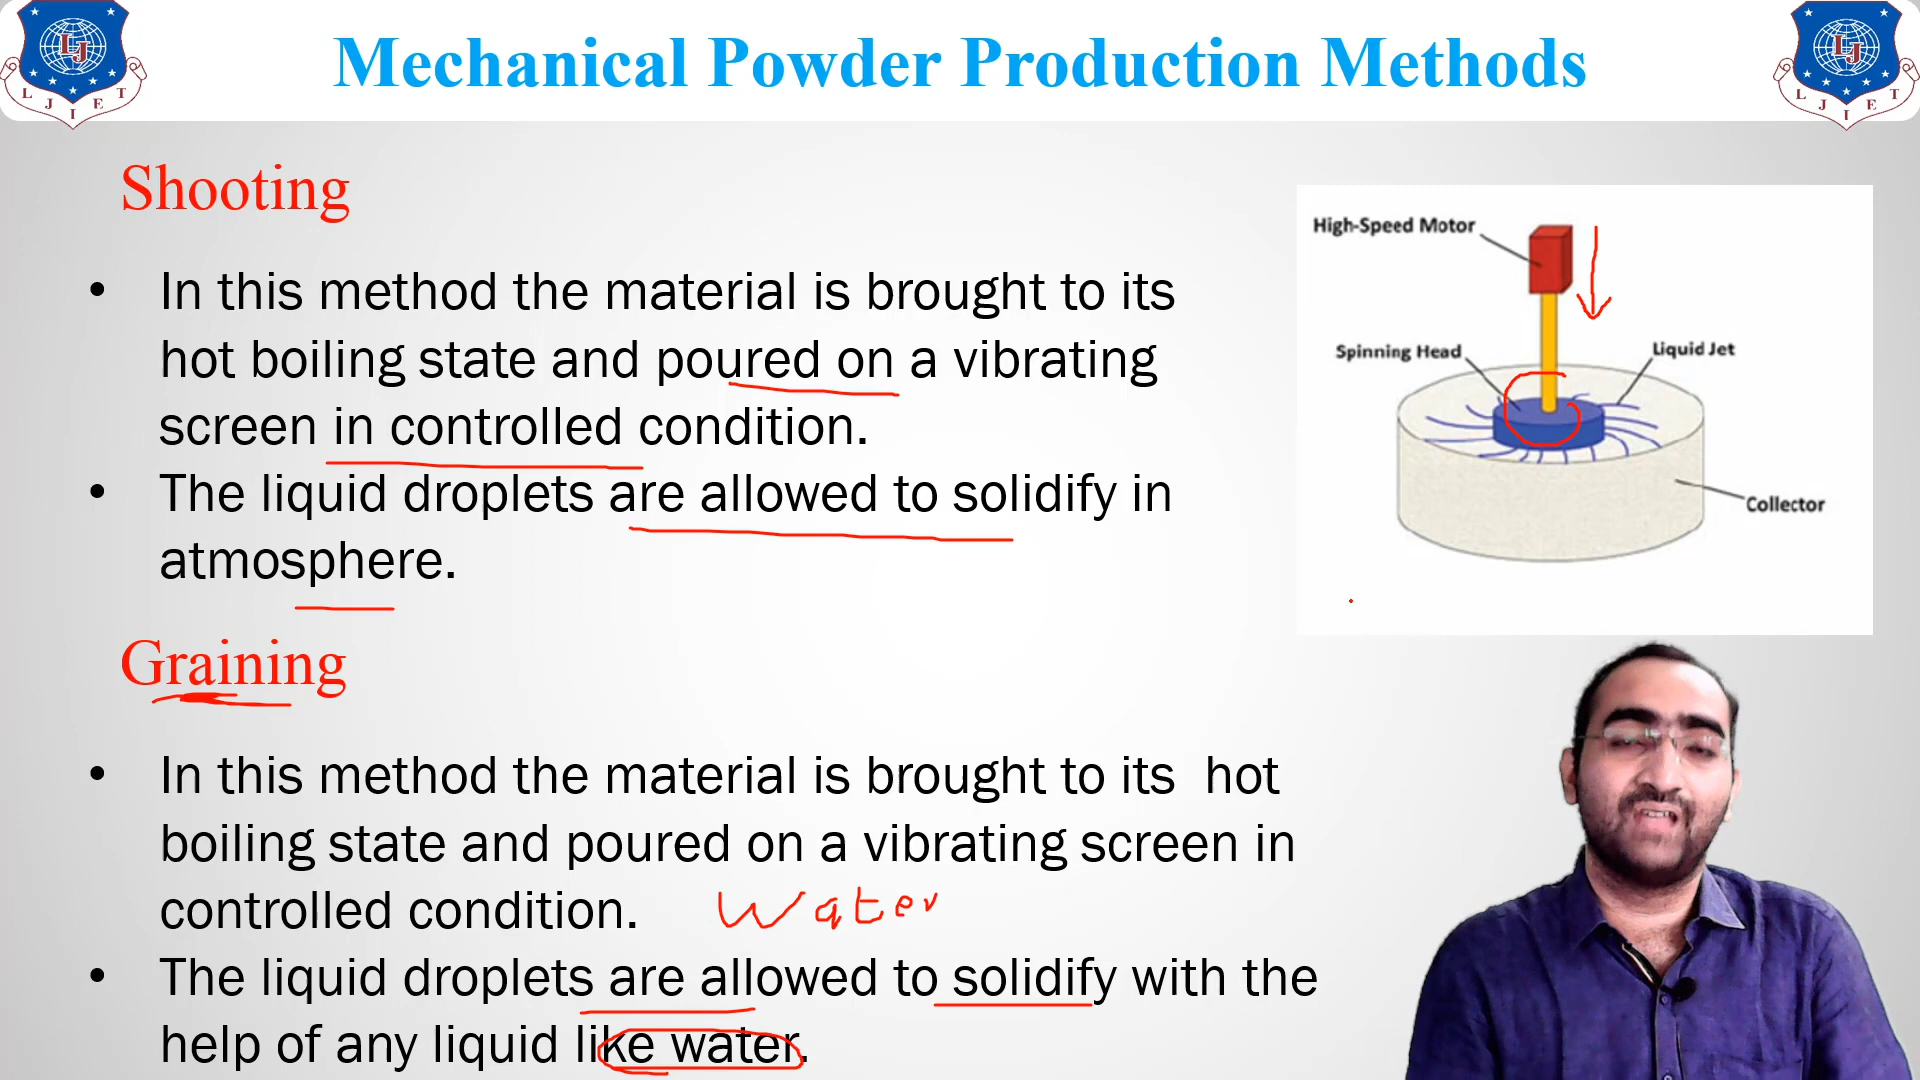 Mechanical Powder Production Methods
LJ
L J I E T
LJ
L J I E T
Shooting
• In this method the material is brought to its
hot boiling state and poured on a vibrating
screen in controlled condition.
• The liquid droplets are allowed to solidify in
atmosphere.
High-Speed Motor
Spinning Head
Liquid Jet
Collector
Graining
• In this method the material is brought to its hot
boiling state and poured on a vibrating screen in
controlled condition.
Water
• The liquid droplets are allowed to solidify with the
help of any liquid like water.